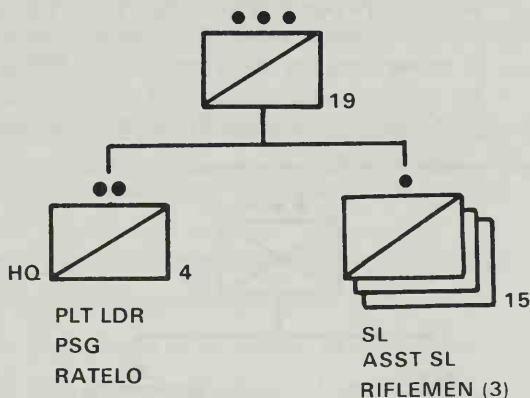 19
HQ
4
PLT LDR
PSG
RATELO
15
SL
ASST SL
RIFLEMEN (3)